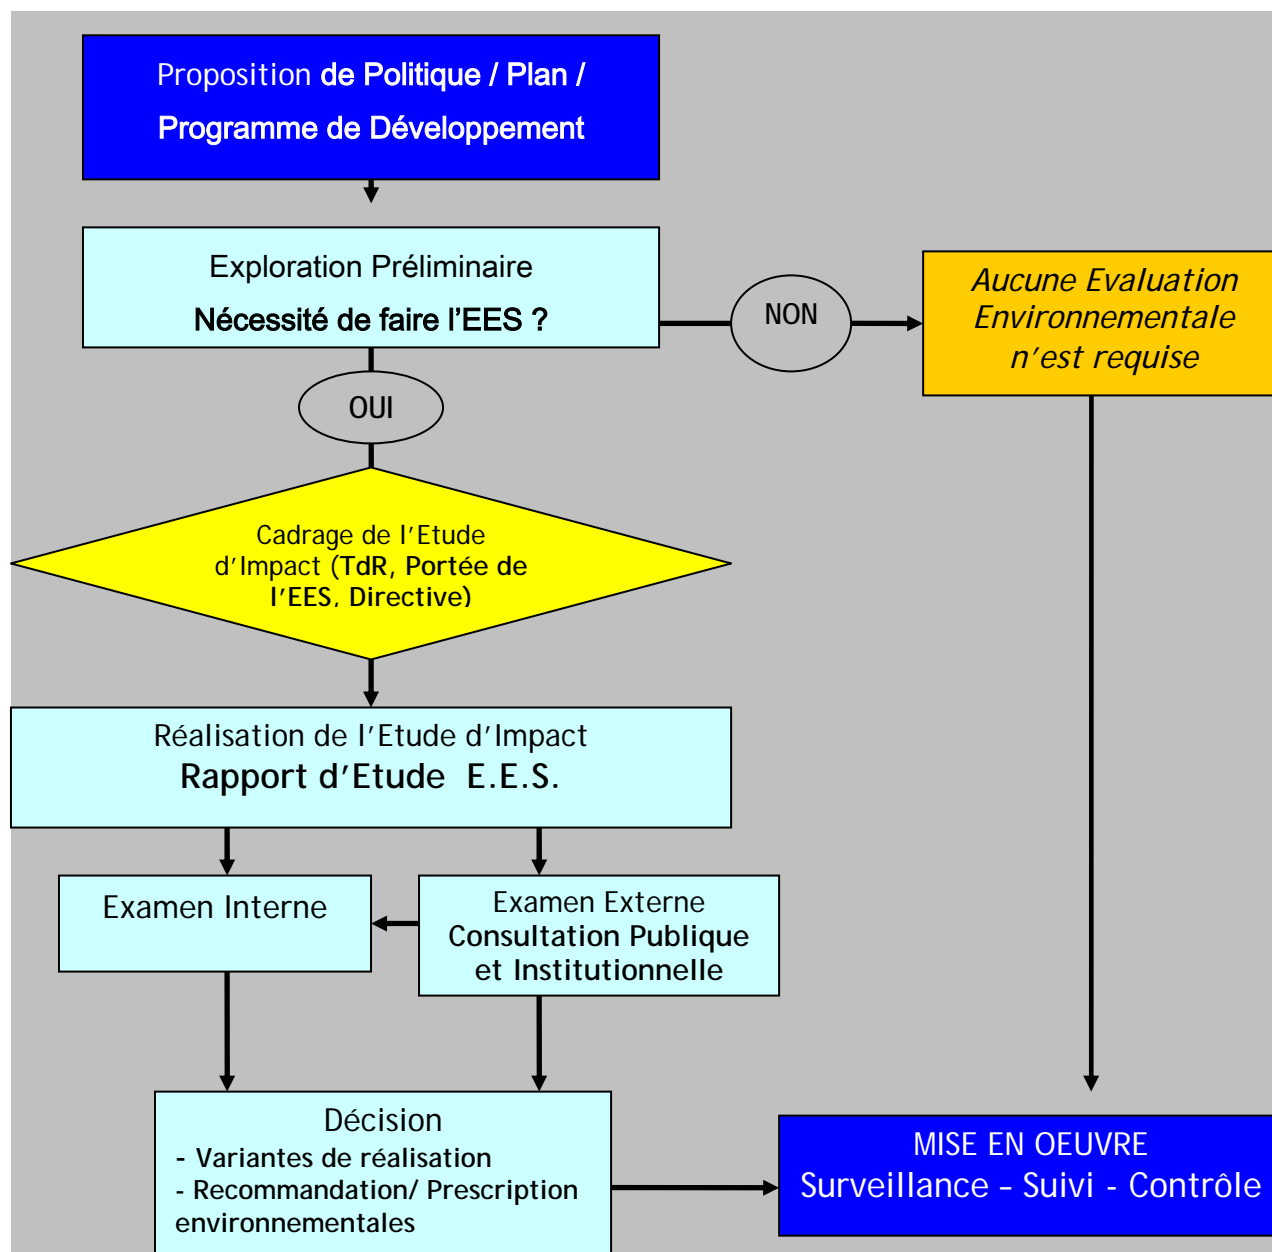 Proposition de Politique / Plan /
Programme de Développement
Exploration Préliminaire
Nécessité de faire l'EES ?
NON
Aucune Evaluation
Environnementale
n'est requise
OUI
Cadrage de l'Etude
d'Impact (TdR, Portée de
l'EES, Directive)
Réalisation de l'Etude d'Impact
Rapport d'Etude E.E.S.
Examen Interne
Examen Externe
Consultation Publique
et Institutionnelle
Décision
- Variantes de réalisation
- Recommandation/ Prescription
environnementales
MISE EN OEUVRE
Surveillance – Suivi - Contrôle